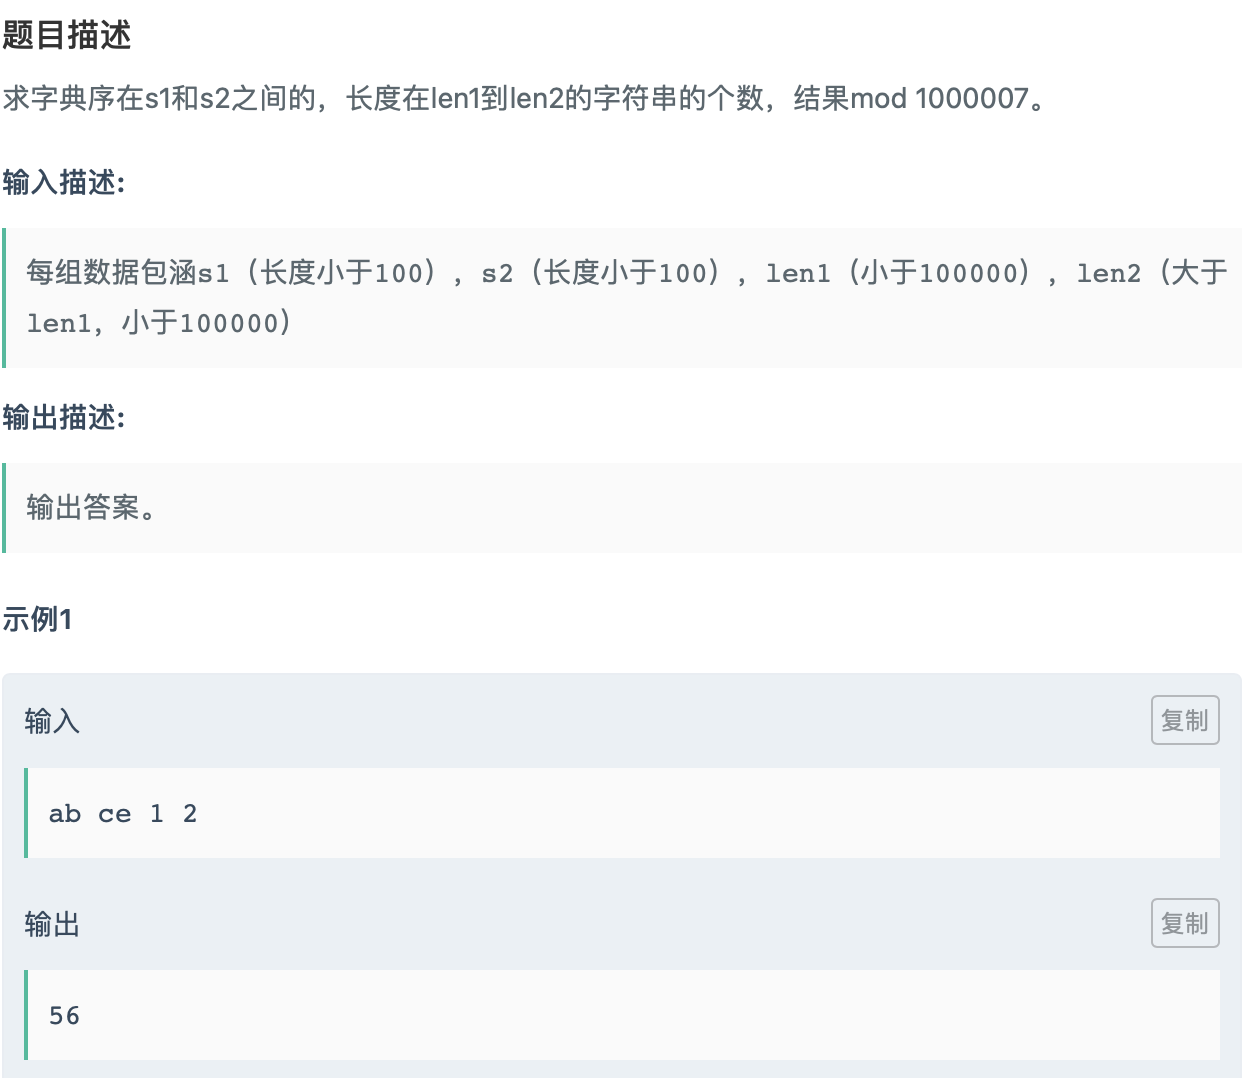 题目描述
求字典序在s1和s2之间的，长度在len1到len2的字符串的个数，结果mod 1000007。
输入描述:
每组数据包涵s1（长度小于100），s2（长度小于100），len1（小于100000），len2（大于
len1，小于100000）
输出描述:
输出答案。
示例1
输入
复制
ab ce 1 2
输出
复制
56